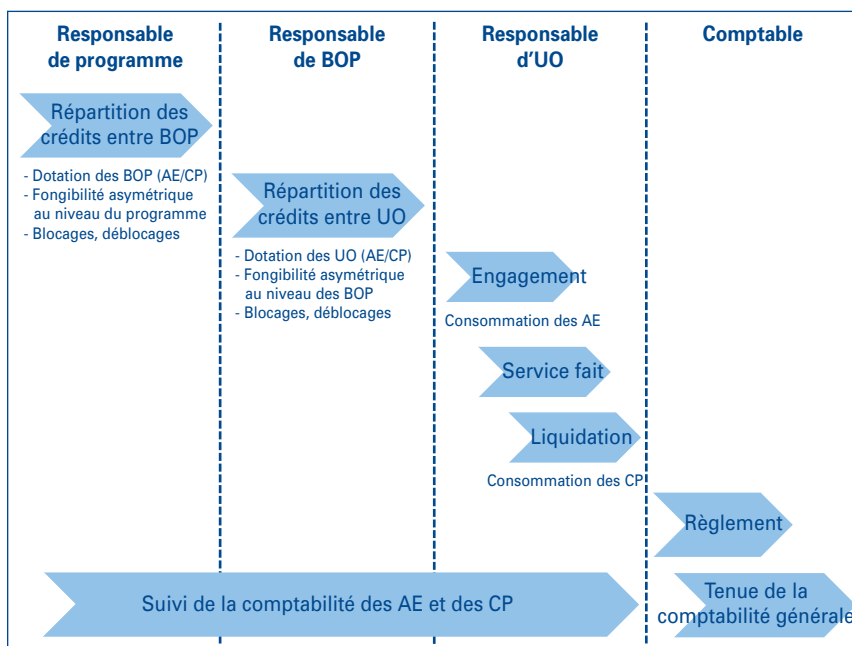 Responsable
de programme
Responsable
de BOP
Responsable
d'UO
Comptable
Répartition des
crédits entre BOP
- Dotation des BOP (AE/CP)
- Fongibilité asymétrique
au niveau du programme
- Blocages, déblocages
Répartition des
crédits entre UO
- Dotation des UO (AE/CP)
- Fongibilité asymétrique
au niveau des BOP
- Blocages, déblocages
Engagement
Consommation des AE
Service fait
Liquidation
Consommation des CP
Règlement
Suivi de la comptabilité des AE et des CP
Tenue de la
comptabilité générale